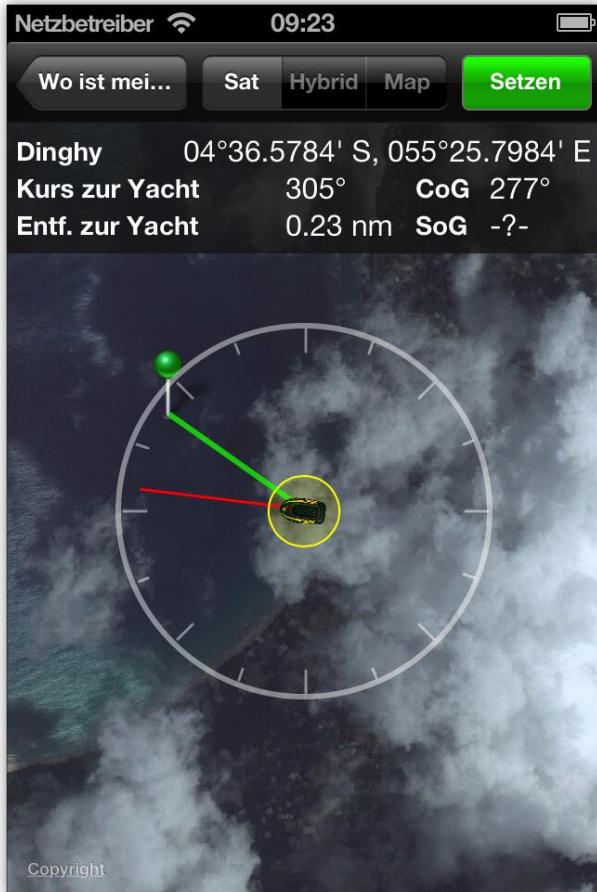 Netzbetreiber 09:23
Wo ist mei... Sat Hybrid Map Setzen
Dinghy 04°36.5784' S, 055°25.7984' E
Kurs zur Yacht 305° CoG 277°
Entf. zur Yacht 0.23 nm SoG -?-
Copyright